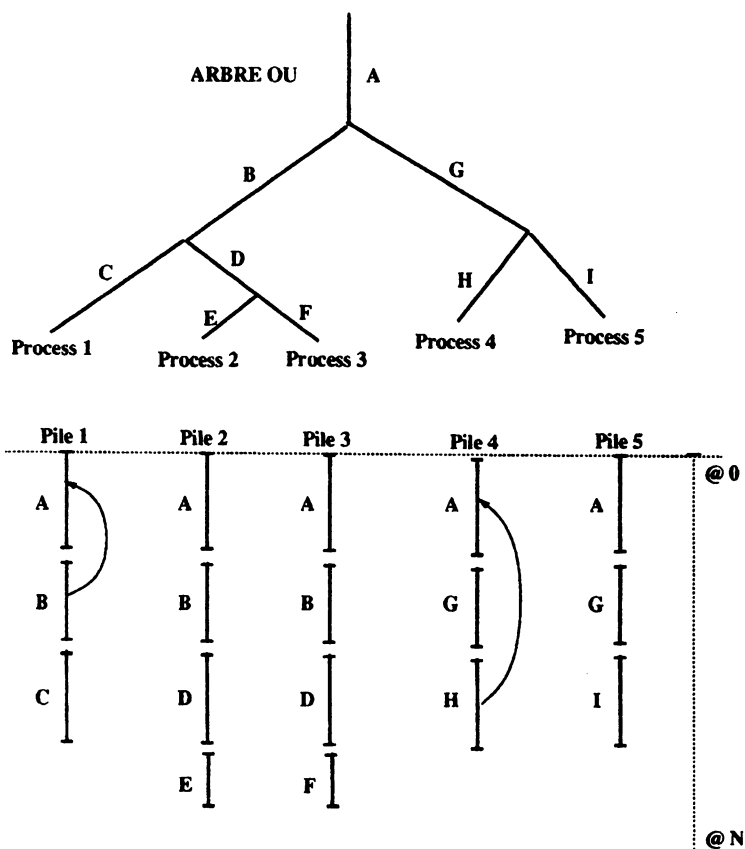 ARBRE OU A
B G
C D H I
E F
Process 1 Process 2 Process 3 Process 4 Process 5
Pile 1 Pile 2 Pile 3 Pile 4 Pile 5
@ 0
A A A A A
B B B G G
C D D H I
E F
@ N